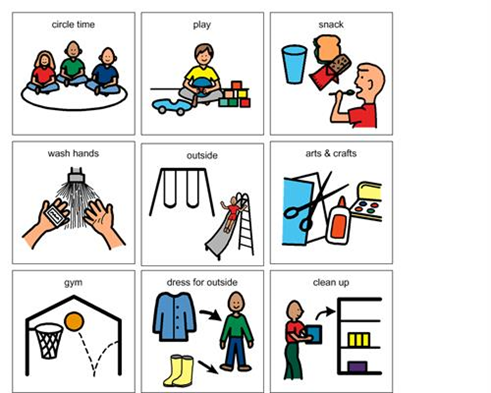 circle time
play
snack
wash hands
outside
arts & crafts
gym
dress for outside
clean up